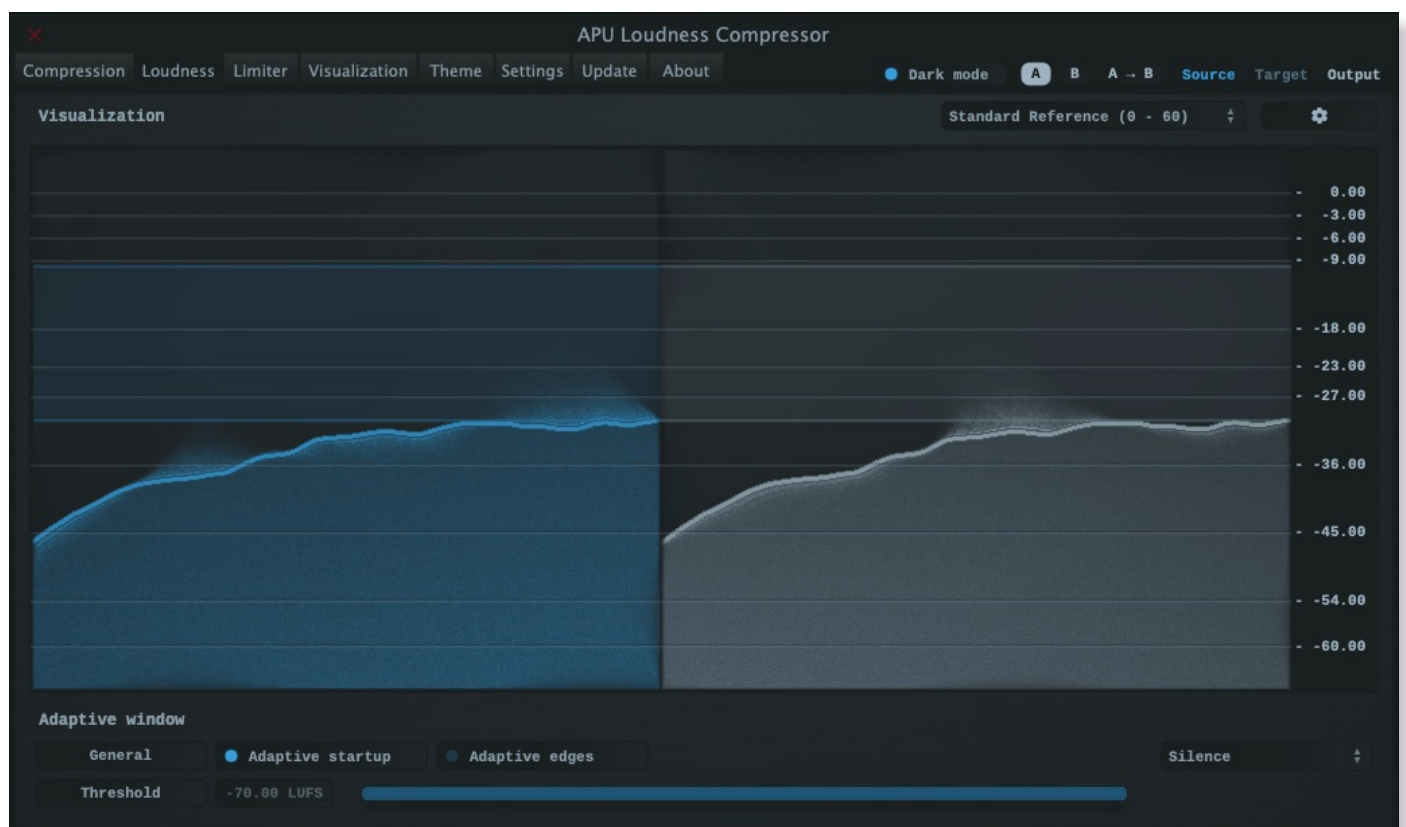 APU Loudness Compressor
Compression Loudness Limiter Visualization Theme Settings Update About
Dark mode A B A → B Source Target Output
Visualization
Standard Reference (0 - 60)
- 0.00
- -3.00
- -6.00
- -9.00
- -18.00
- -23.00
- -27.00
- -36.00
- -45.00
- -54.00
- -60.00
Adaptive window
General Adaptive startup Adaptive edges Silence
Threshold -70.00 LUFS